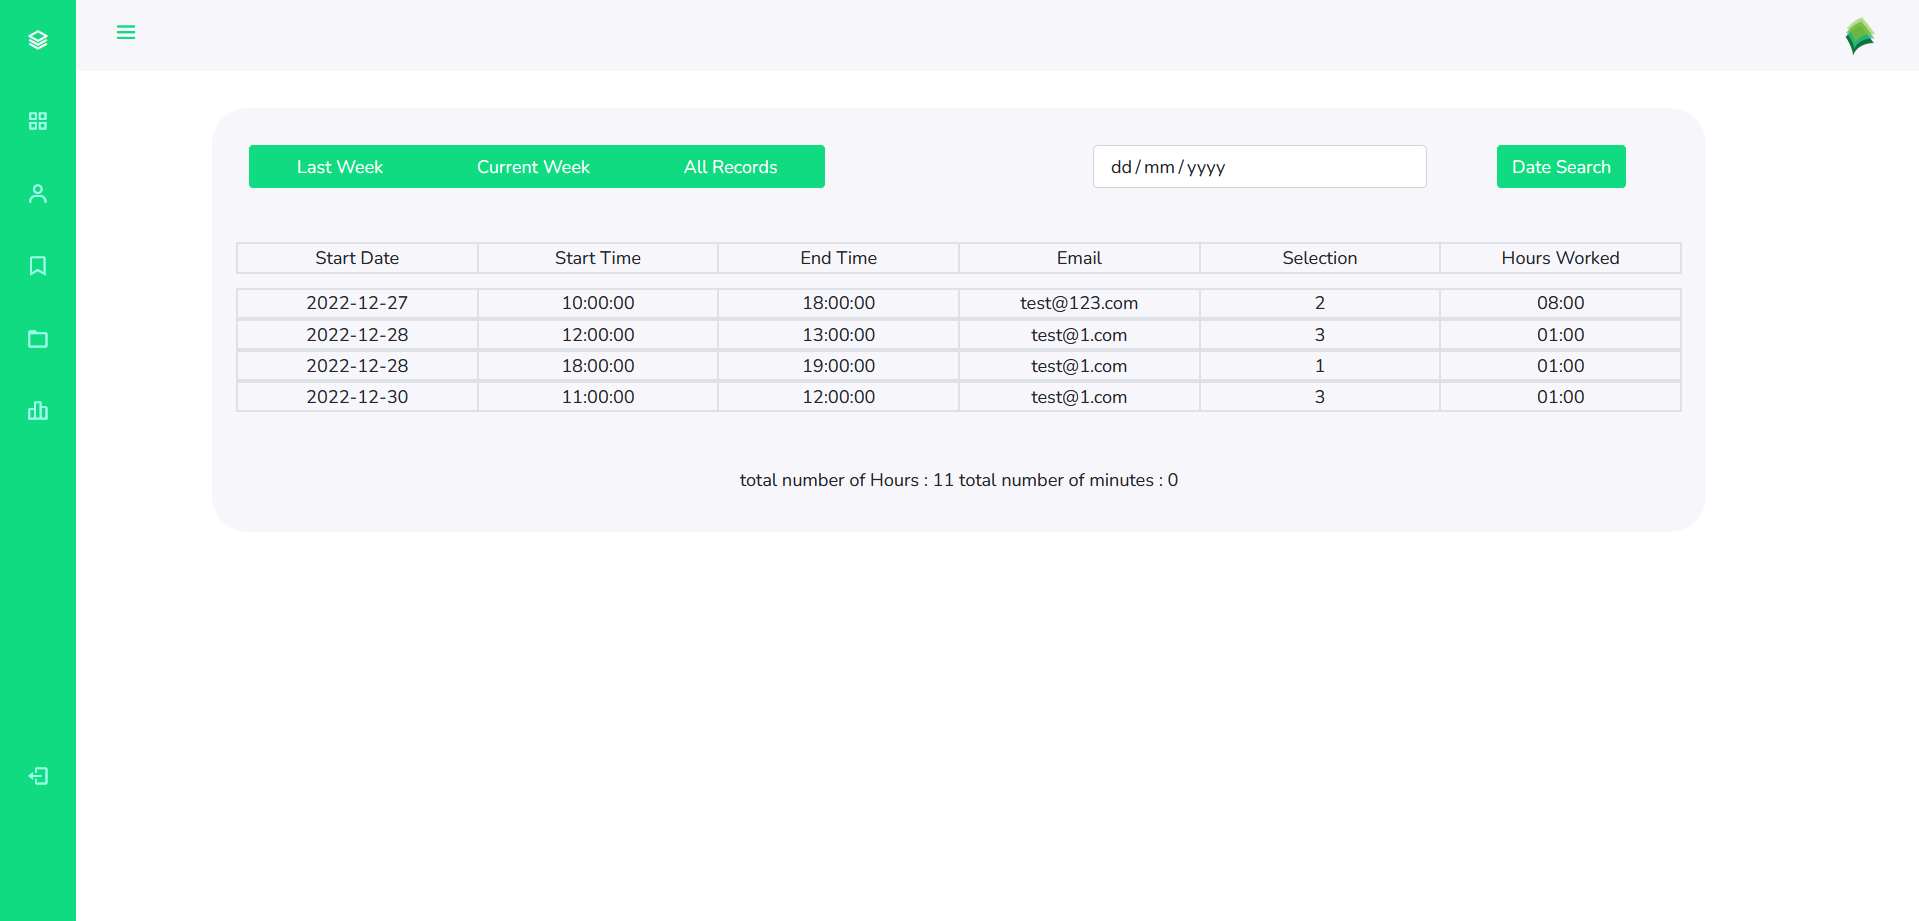 Last Week Current Week All Records dd/mm/yyyy Date Search
Start Date Start Time End Time Email Selection Hours Worked
2022-12-27 10:00:00 18:00:00 test@123.com 2 08:00
2022-12-28 12:00:00 13:00:00 test@1.com 3 01:00
2022-12-28 18:00:00 19:00:00 test@1.com 1 01:00
2022-12-30 11:00:00 12:00:00 test@1.com 3 01:00
total number of Hours : 11 total number of minutes : 0